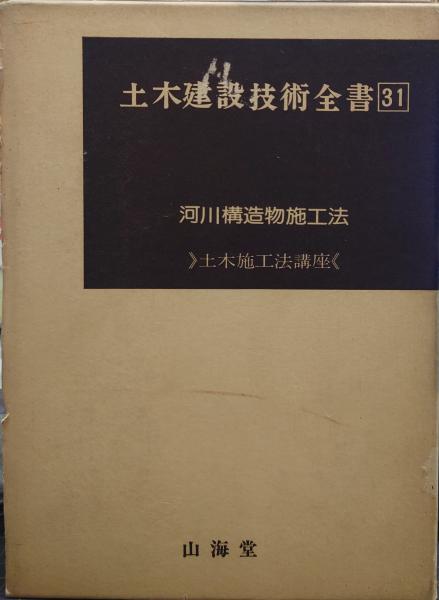 土木建設技術全書31
河川構造物施工法
》土木施工法講座《
山海堂